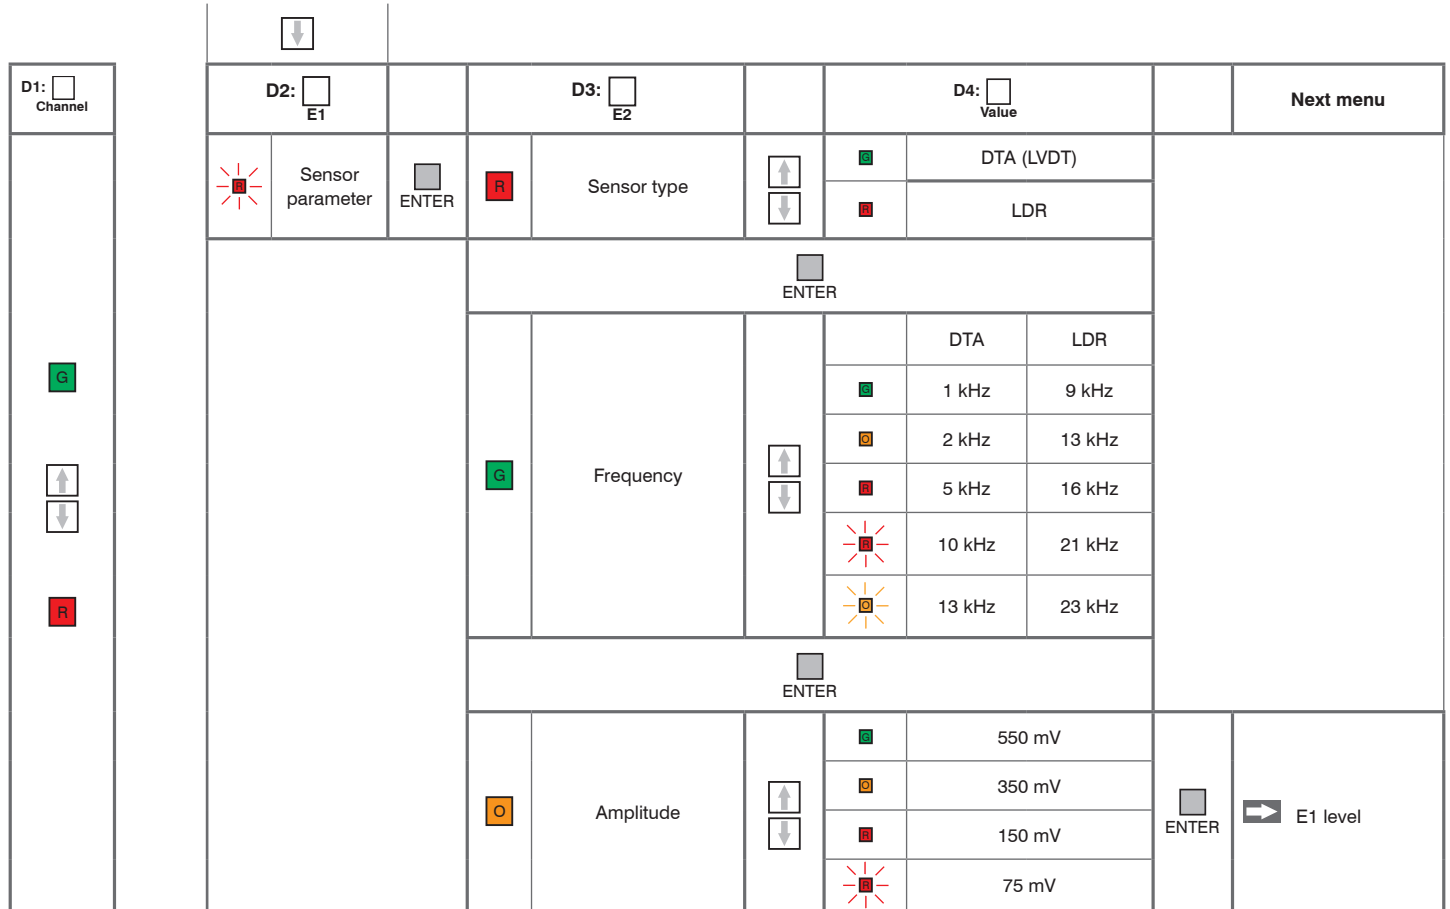 D1:
Channel
D2:
E1
D3:
E2
D4:
Value
Next menu
R
Sensor
parameter
ENTER
R
Sensor type
G
DTA (LVDT)
R
LDR
ENTER
G
R
G
Frequency
DTA
LDR
G
1 kHz
9 kHz
O
2 kHz
13 kHz
R
5 kHz
16 kHz
R
10 kHz
21 kHz
O
13 kHz
23 kHz
ENTER
O
Amplitude
G
550 mV
O
350 mV
R
150 mV
R
75 mV
ENTER
E1 level